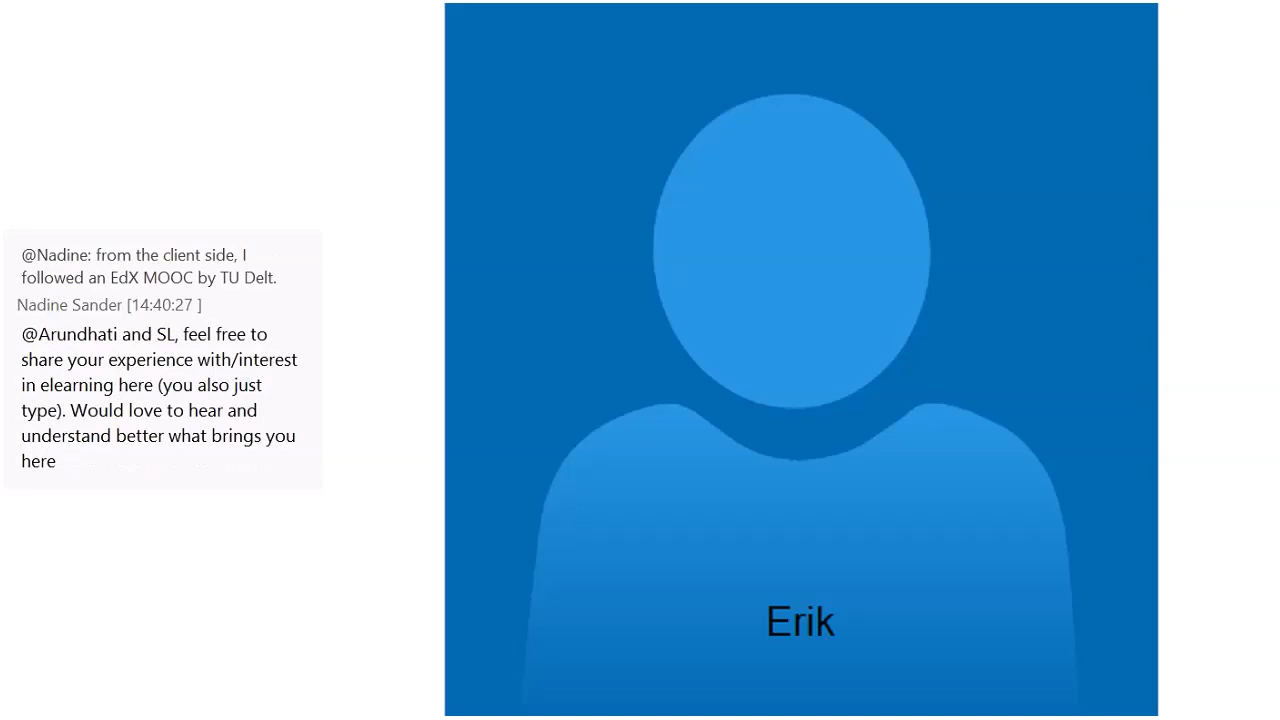 @Nadine: from the client side, I
followed an EdX MOOC by TU Delt.
Nadine Sander [14:40:27 ]
@Arundhati and SL, feel free to
share your experience with/interest
in elearning here (you also just
type). Would love to hear and
understand better what brings you
here
Erik